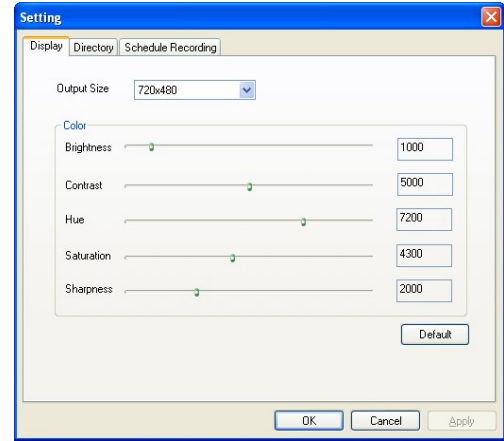 Setting
Display Directory Schedule Recording
Output Size 720x480
Color
Brightness 1000
Contrast 5000
Hue 7200
Saturation 4300
Sharpness 2000
Default
OK Cancel Apply